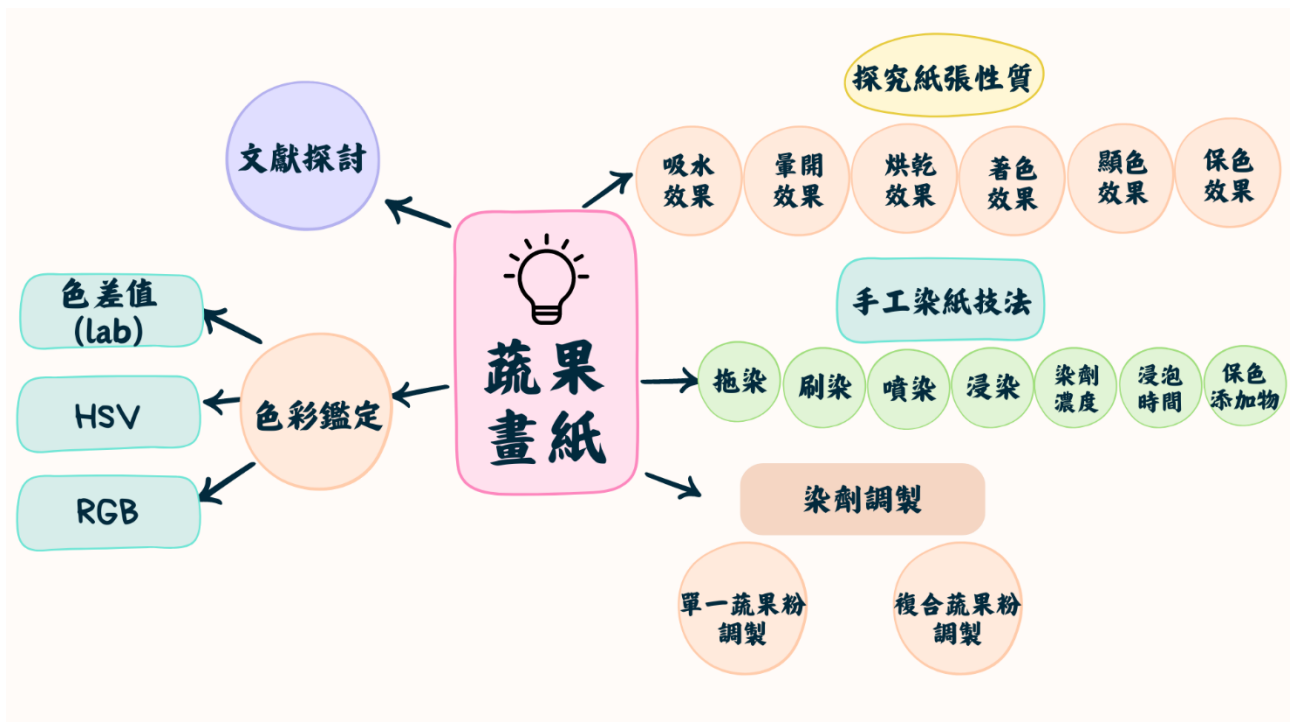 探究紙張性質
文獻探討
吸水
效果
暈開
效果
烘乾
效果
著色
效果
顯色
效果
保色
效果
蔬果
畫紙
色差值
(lab)
HSV
RGB
色彩鑑定
手工染紙技法
拖染
刷染
噴染
浸染
染劑
濃度
浸泡
時間
保色
添加物
染劑調製
單一蔬果粉
調製
複合蔬果粉
調製